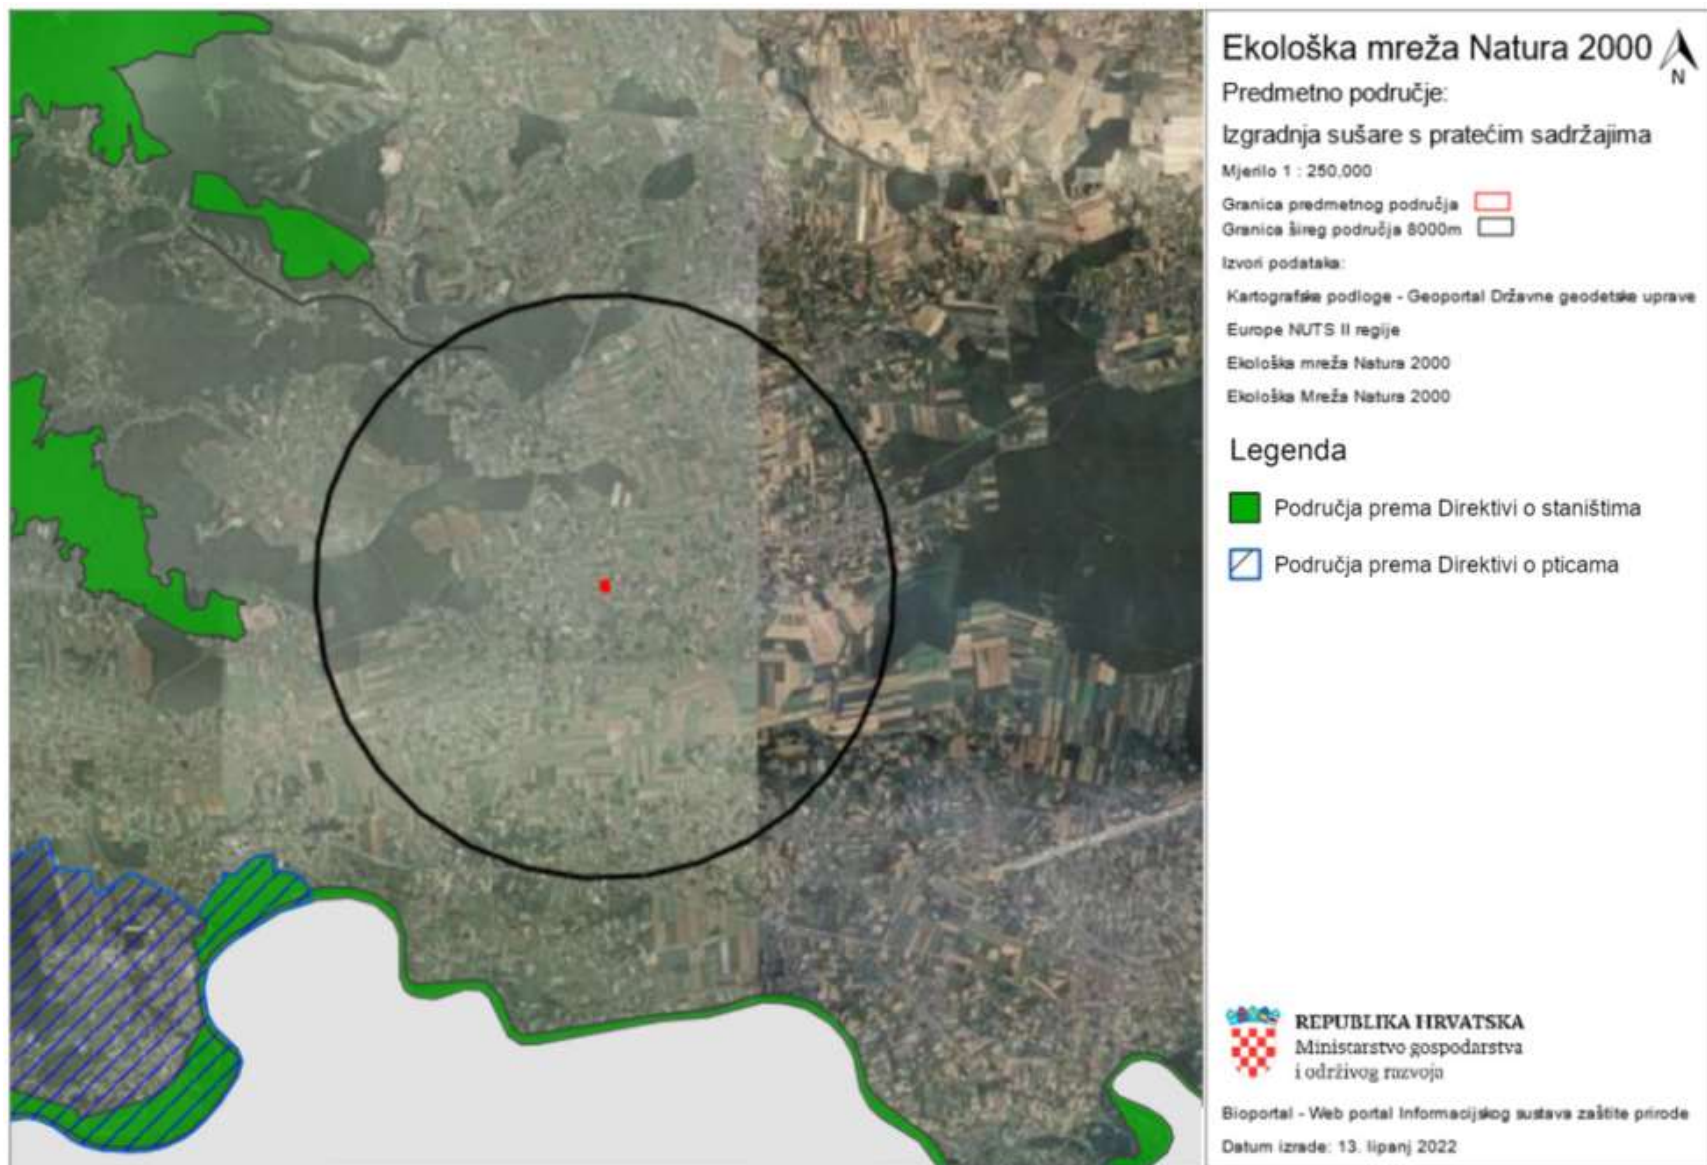 Ekološka mreža Natura 2000
N
Predmetno područje:
Izgradnja sušare s pratećim sadržajima
Mjerilo 1 : 250,000
Granica predmetnog područja
Granica šireg područja 8000m
Izvori podataka:
Kartografske podloge - Geoportal Državne geodetske uprave
Europe NUTS II regije
Ekološka mreža Natura 2000
Ekološka Mreža Natura 2000
Legenda
Područja prema Direktivi o staništima
Područja prema Direktivi o pticama
REPUBLIKA HRVATSKA
Ministarstvo gospodarstva
i održivog razvoja
Bioportal - Web portal Informacijskog sustava zaštite prirode
Datum izrade: 13. lipanj 2022